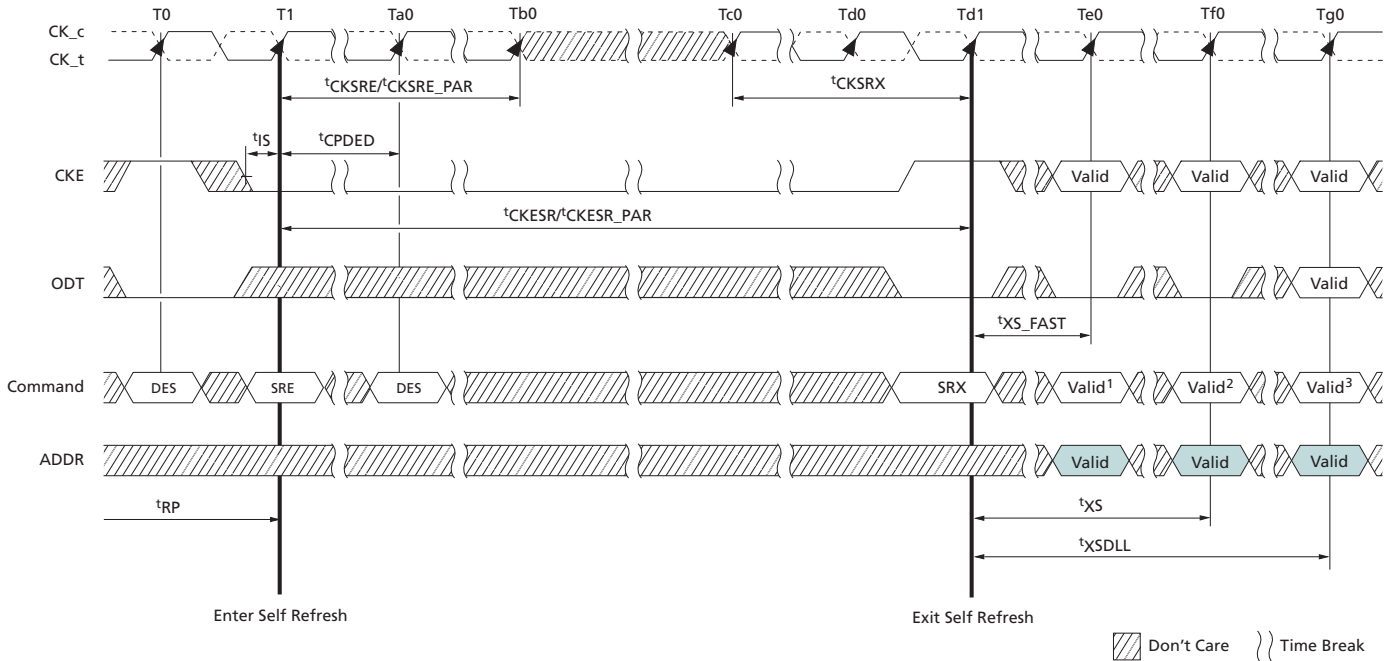 T0 T1 Ta0 Tb0 Tc0 Td0 Td1 Te0 Tf0 Tg0
CK_c
CK_t
tCKSRE/tCKSRE_PAR tCKSRX
tIS tCPDED
CKE Valid Valid Valid
tCKESR/tCKESR_PAR
ODT Valid
tXS_FAST
Command DES SRE DES SRX Valid1 Valid2 Valid3
ADDR Valid Valid Valid
tRP tXS
tXSDLL
Enter Self Refresh Exit Self Refresh
Don't Care Time Break